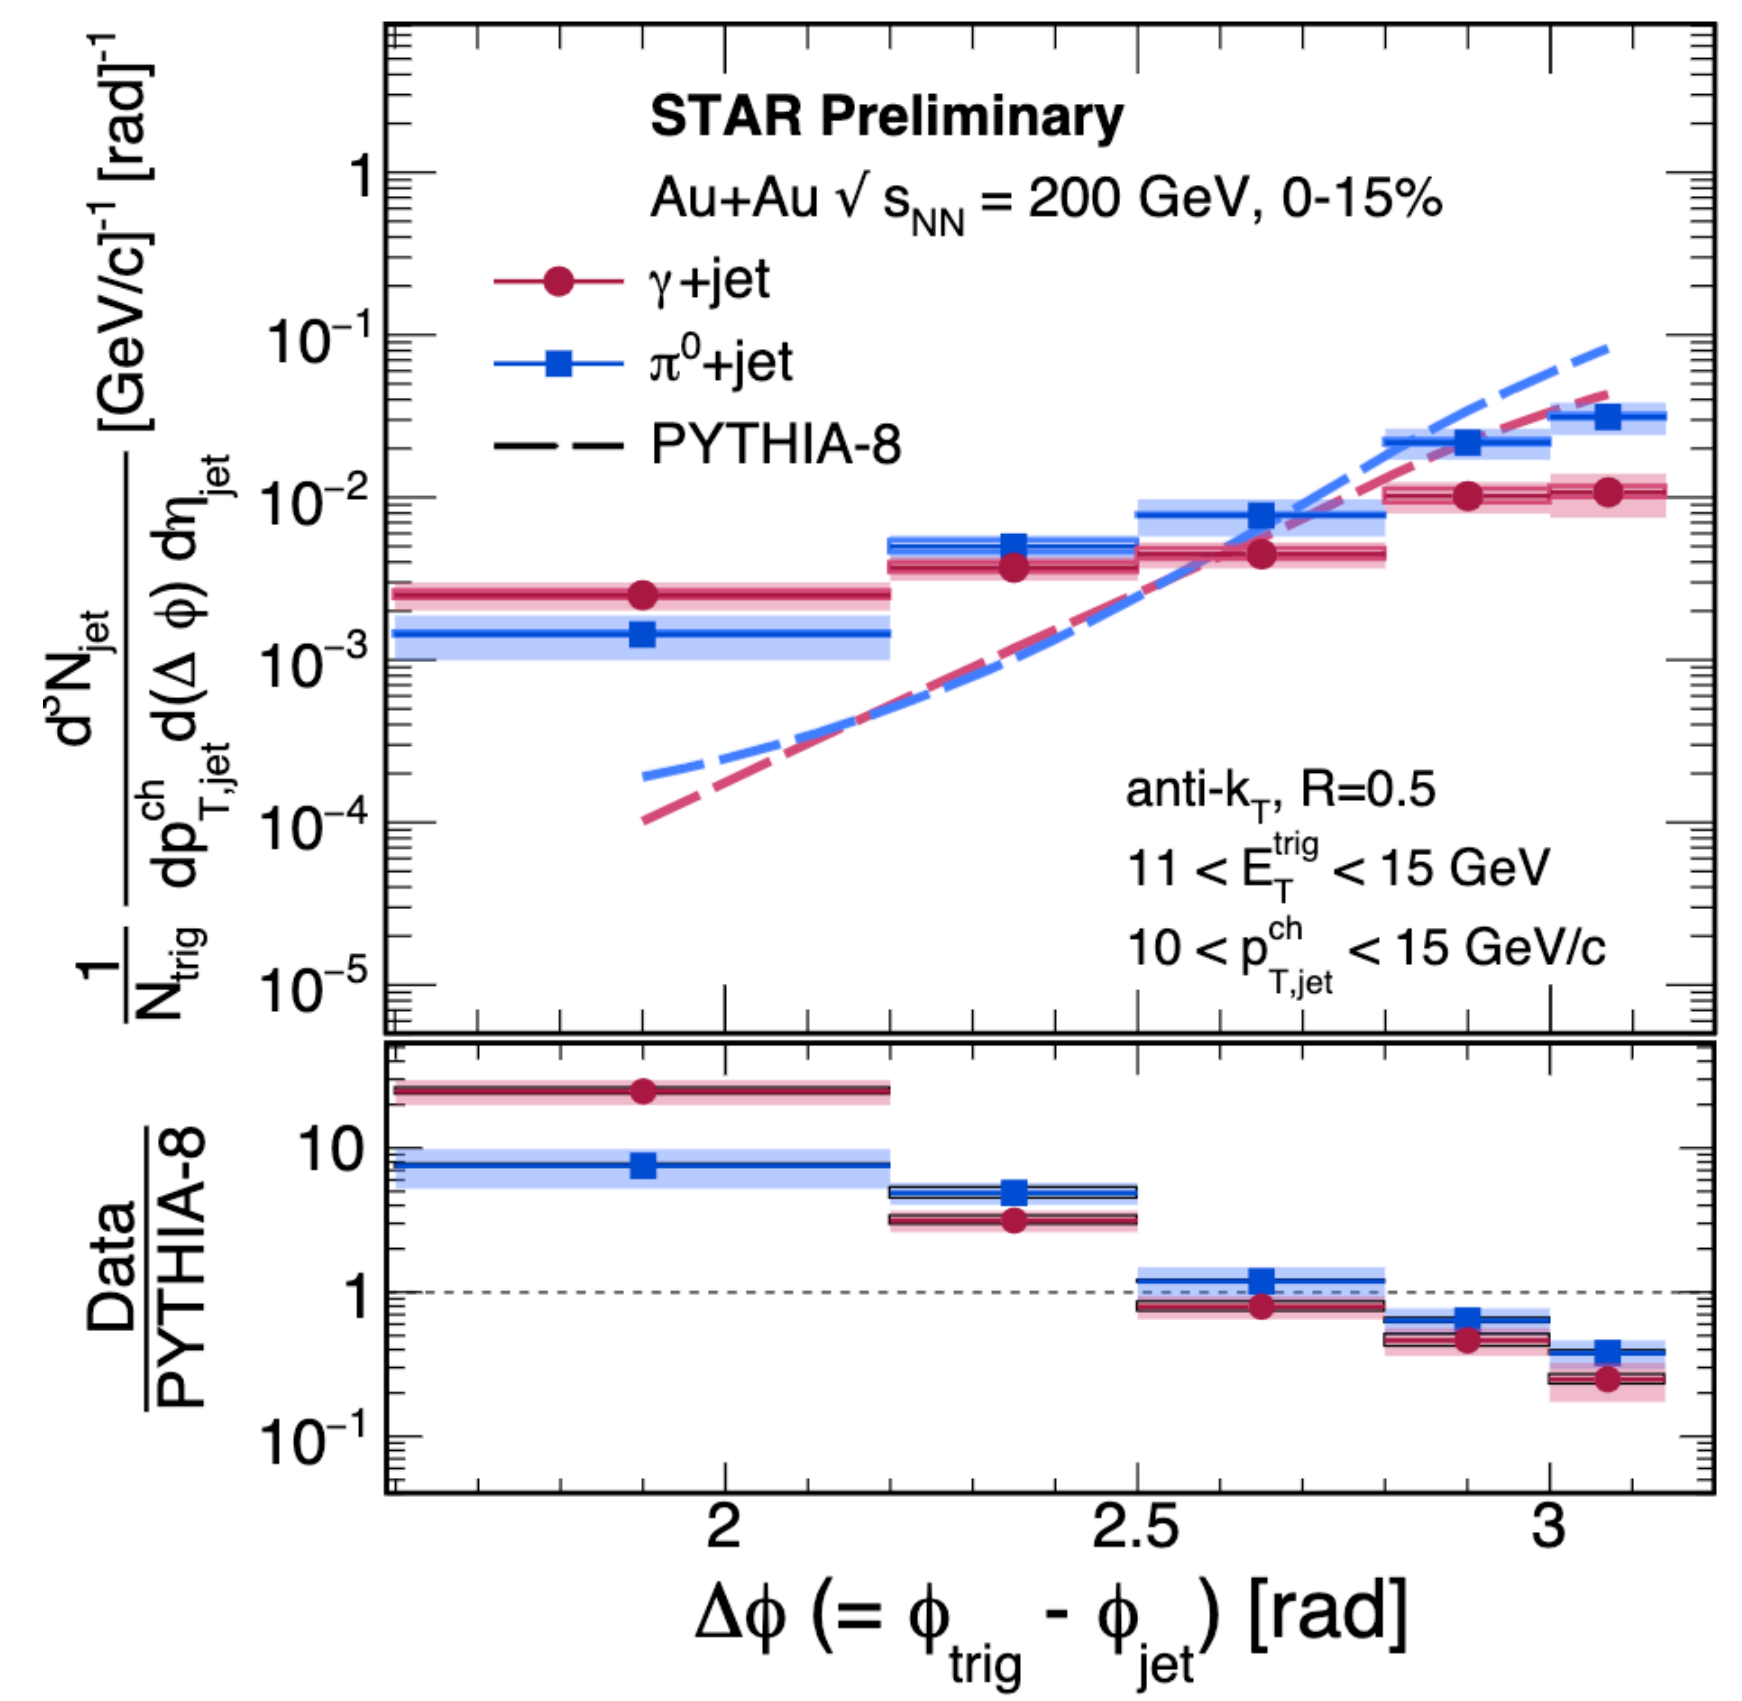 STAR Preliminary
Au+Au √ s_NN = 200 GeV, 0-15%
γ+jet
π⁰+jet
PYTHIA-8
anti-k_T, R=0.5
11 < E_T^trig < 15 GeV
10 < p_T,jet^ch < 15 GeV/c
1
10⁻¹
10⁻²
10⁻³
10⁻⁴
10⁻⁵
1/N_trig d³N_jet/dp_T,jet^ch d(Δ ϕ) dη_jet [GeV/c]⁻¹ [rad]⁻¹
10
1
10⁻¹
Data
PYTHIA-8
2 2.5 3
Δϕ (= ϕ_trig - ϕ_jet) [rad]